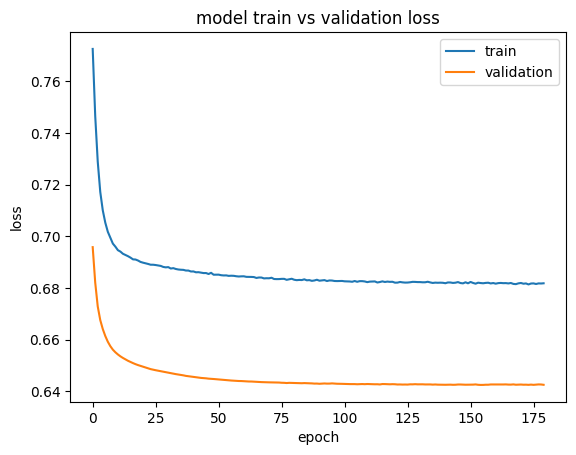 model train vs validation loss
train
validation
0.76
0.74
0.72
0.70
0.68
0.66
0.64
loss
0 25 50 75 100 125 150 175
epoch